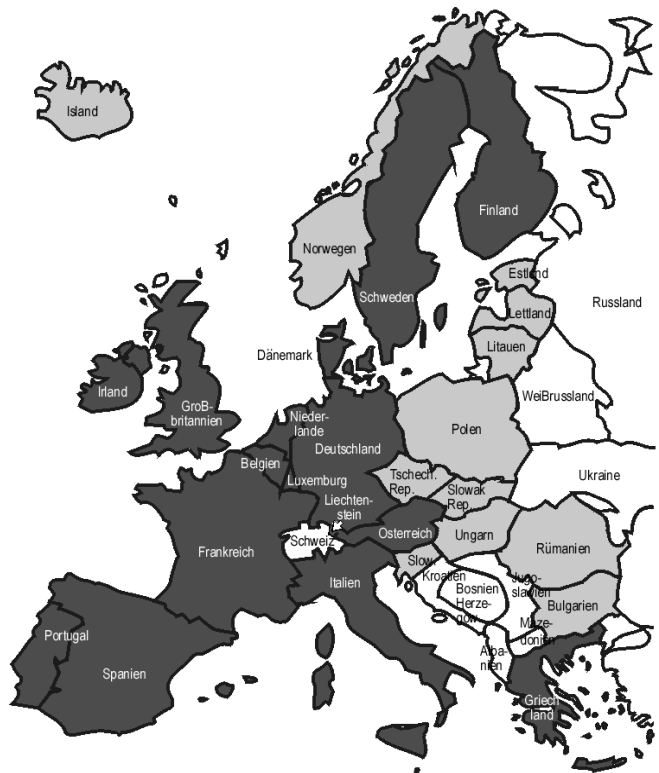 Island
Finland
Norwegen
Estland
Schweden
Russland
Lettland
Litauen
Dänemark
Irland
WeiBrussland
GroB-
britannien
Nieder-
lande
Polen
Deutschland
Belgien
Tschech.
Rep.
Ukraine
Luxemburg
Slowak
Rep.
Liechten-
stein
Österreich
Schweiz
Ungarn
Frankreich
Rümanien
Slow.
Kroatien
Italien
Jugo-
slavien
Bosnien
Herze-
gow.
Bulgarien
Maze-
donien
Portugal
Alba-
nien
Spanien
Griech
land